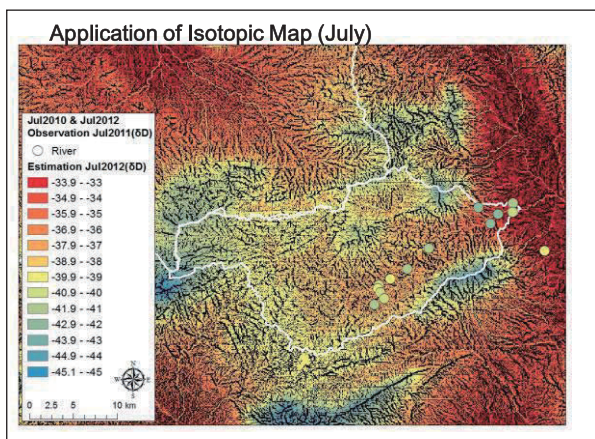 Application of Isotopic Map (July)
Jul2010 & Jul2012
Observation Jul2011(δD)
River
Estimation Jul2012(δD)
-33.9 - -33
-34.9 - -34
-35.9 - -35
-36.9 - -36
-37.9 - -37
-38.9 - -38
-39.9 - -39
-40.9 - -40
-41.9 - -41
-42.9 - -42
-43.9 - -43
-44.9 - -44
-45.1 - -45
N
W E
S
0 2.5 5 10 km